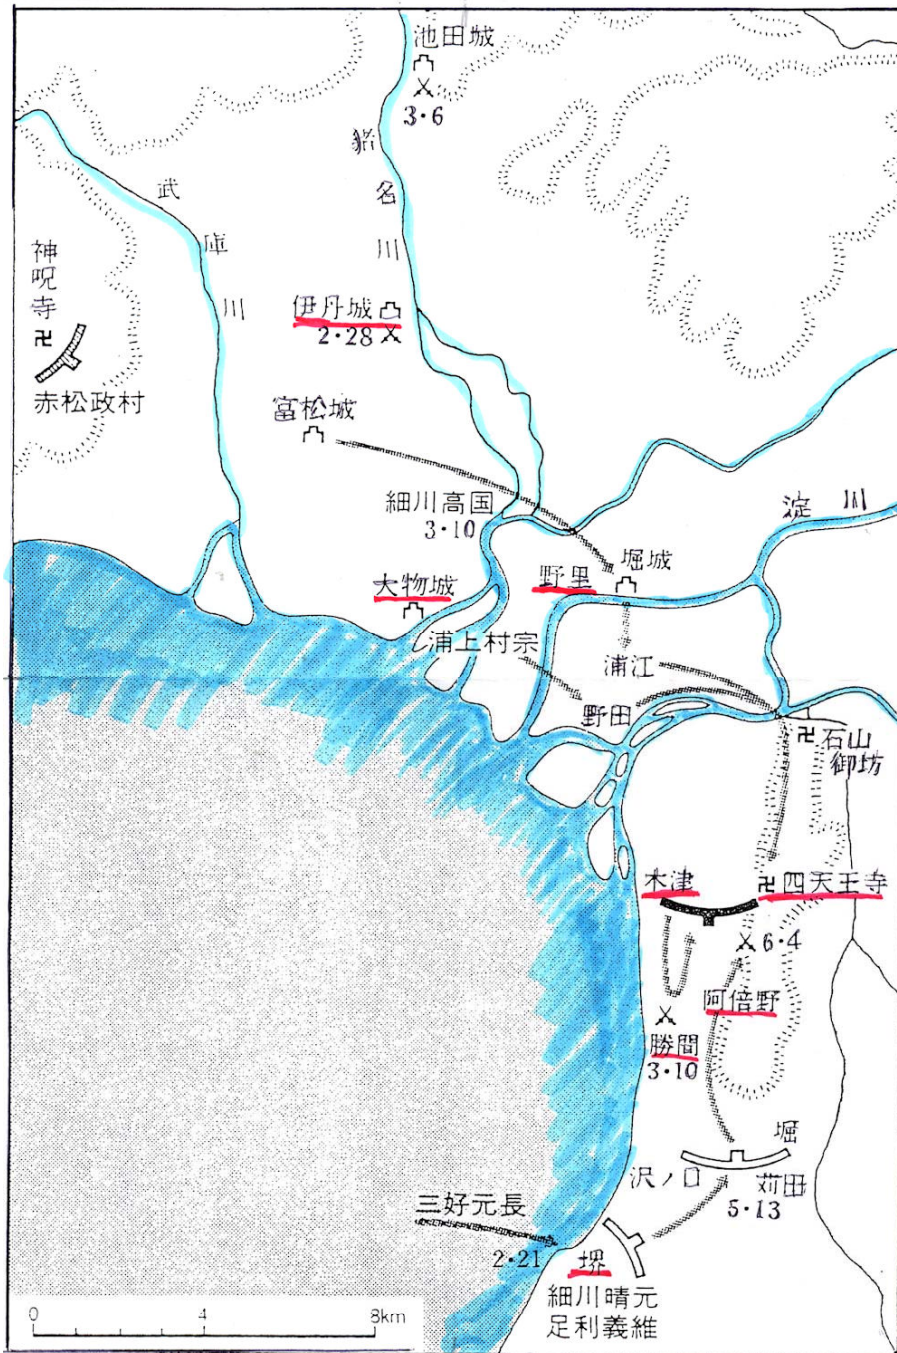 池田城
3・6
猪名川
武庫川
神呪寺
卍
赤松政村
伊丹城
2・28
富松城
細川高国
3・10
淀川
堀城
野里
大物城
浦上村宗
浦江
野田
卍石山
御坊
木津
卍四天王寺
6・4
阿倍野
勝間
3・10
堀
沢ノ口
苅田
5・13
三好元長
2・21
堺
細川晴元
足利義維
0 4 8km